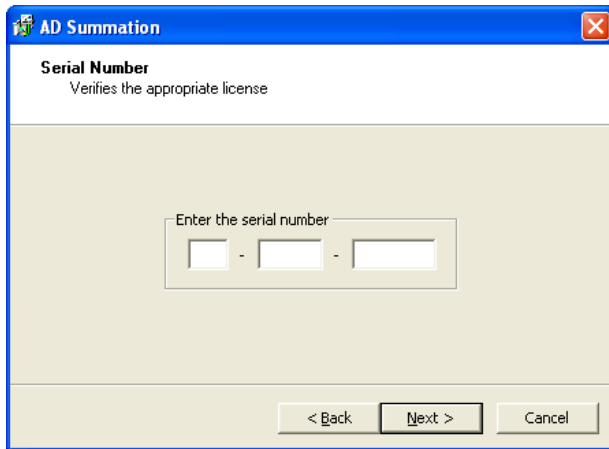 AD Summation
Serial Number
Verifies the appropriate license
Enter the serial number
- -
< Back Next > Cancel